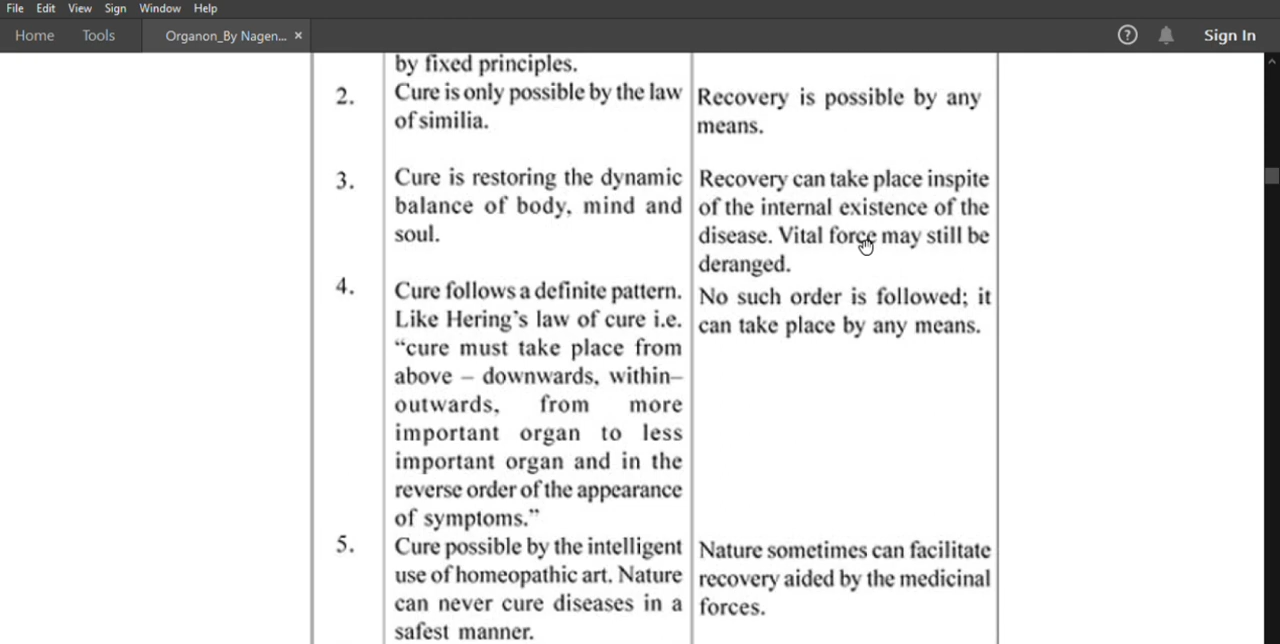 File Edit View Sign Window Help
Home Tools Organon_By Nagen... × Sign In
by fixed principles.
2.
Cure is only possible by the law
of similia.
Recovery is possible by any
means.
3.
Cure is restoring the dynamic
balance of body, mind and
soul.
Recovery can take place inspite
of the internal existence of the
disease. Vital force may still be
deranged.
4.
Cure follows a definite pattern.
Like Hering's law of cure i.e.
“cure must take place from
above – downwards, within–
outwards, from more
important organ to less
important organ and in the
reverse order of the appearance
of symptoms.”
No such order is followed; it
can take place by any means.
5.
Cure possible by the intelligent
use of homeopathic art. Nature
can never cure diseases in a
safest manner.
Nature sometimes can facilitate
recovery aided by the medicinal
forces.